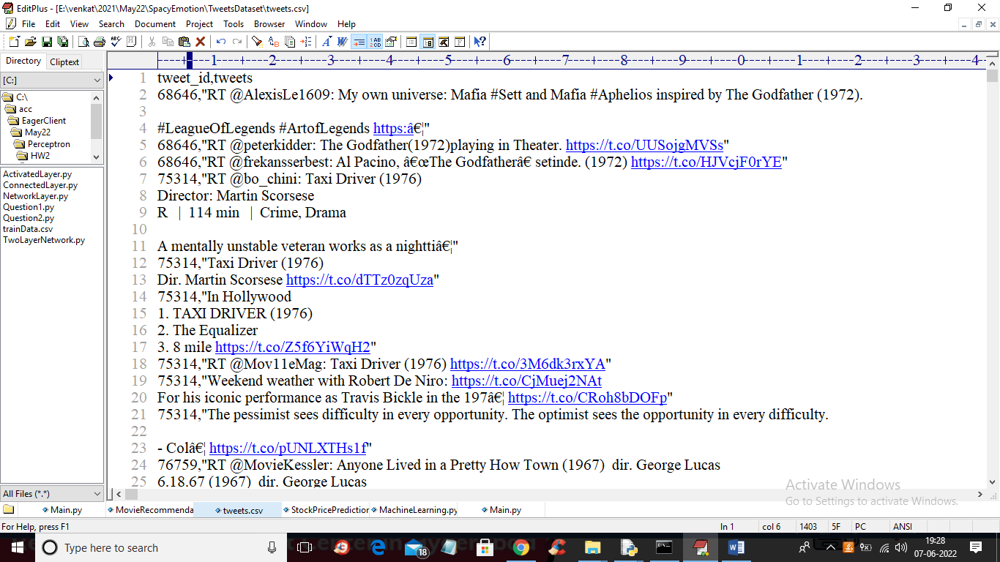 EditPlus - [E:\venkat\2021\May22\SpacyEmotion\TweetsDataset\tweets.csv]
File Edit View Search Document Project Tools Browser Window Help
Directory Cliptext
[C:]
C:\
acc
EagerClient
May22
Perceptron
HW2
ActivatedLayer.py
ConnectedLayer.py
NetworkLayer.py
Question1.py
Question2.py
trainData.csv
TwoLayerNetwork.py
All Files (*.*)
----+----1----+----2----+----3----+----4----+----5----+----6----+----7----+----8----+----9----+----0----+----1----+----2----+----3----+----4-
1 tweet_id,tweets
2 68646,"RT @AlexisLe1609: My own universe: Mafia #Sett and Mafia #Aphelios inspired by The Godfather (1972).
3
4 #LeagueOfLegends #ArtofLegends https:â€¦"
5 68646,"RT @peterkidder: The Godfather(1972)playing in Theater. https://t.co/UUSojgMVSs"
6 68646,"RT @frekansserbest: Al Pacino, â€œThe Godfatherâ€ setinde. (1972) https://t.co/HJVcjF0rYE"
7 75314,"RT @bo_chini: Taxi Driver (1976)
8 Director: Martin Scorsese
9 R | 114 min | Crime, Drama
10
11 A mentally unstable veteran works as a nighttiâ€¦"
12 75314,"Taxi Driver (1976)
13 Dir. Martin Scorsese https://t.co/dTTz0zqUza"
14 75314,"In Hollywood
15 1. TAXI DRIVER (1976)
16 2. The Equalizer
17 3. 8 mile https://t.co/Z5f6YiWqH2"
18 75314,"RT @Mov11eMag: Taxi Driver (1976) https://t.co/3M6dk3rxYA"
19 75314,"Weekend weather with Robert De Niro: https://t.co/CjMuej2NAt
20 For his iconic performance as Travis Bickle in the 197â€¦ https://t.co/CRoh8bDOFp"
21 75314,"The pessimist sees difficulty in every opportunity. The optimist sees the opportunity in every difficulty.
22
23 - Colâ€¦ https://t.co/pUNLXTHs1f"
24 76759,"RT @MovieKessler: Anyone Lived in a Pretty How Town (1967) dir. George Lucas
25 6.18.67 (1967) dir. George Lucas
Activate Windows
Go to Settings to activate Windows.
Main.py MovieRecommenda tweets.csv StockPricePrediction MachineLearning.py Main.py
For Help, press F1 ln 1 col 6 1403 5F PC ANSI
Type here to search
18
19:28
07-06-2022